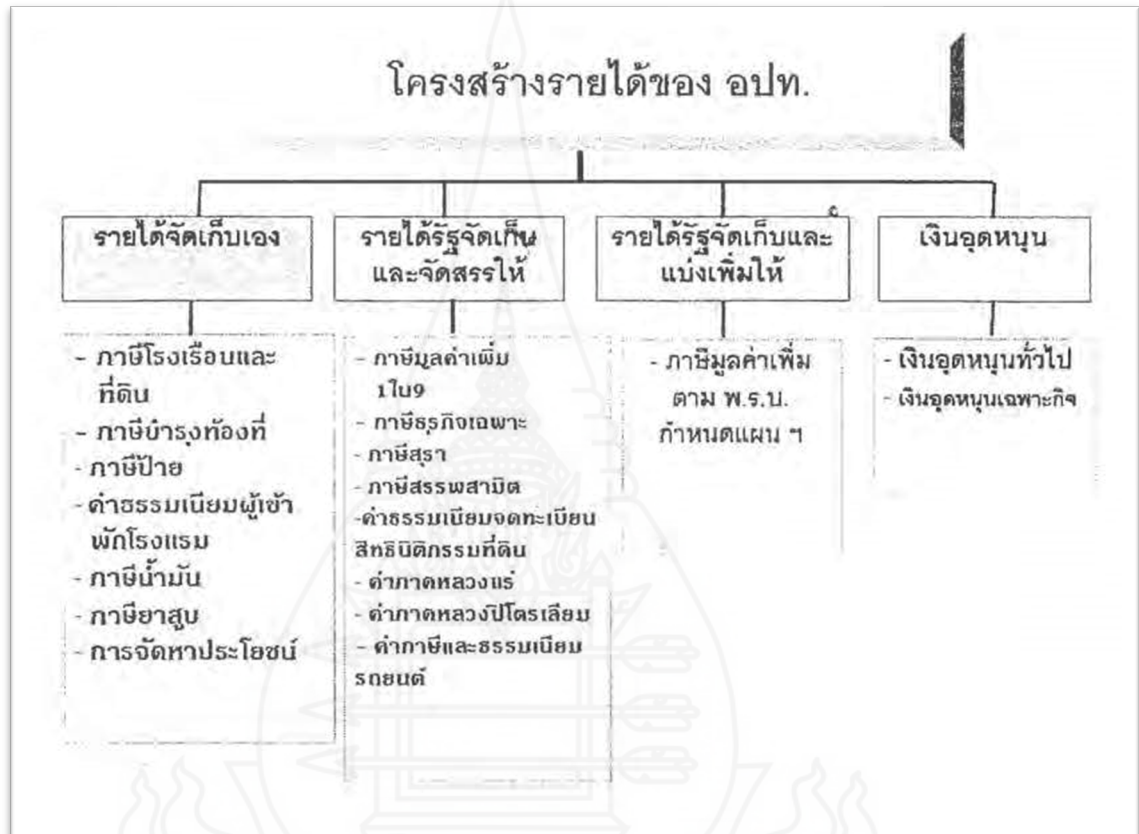 โครงสร้างรายได้ของ อปท.
รายได้จัดเก็บเอง
รายได้รัฐจัดเก็บ
และจัดสรรให้
รายได้รัฐจัดเก็บและ
แบ่งเพิ่มให้
เงินอุดหนุน
- ภาษีโรงเรือนและ
ที่ดิน
- ภาษีบำรุงท้องที่
- ภาษีป้าย
- ค่าธรรมเนียมผู้เข้า
พักโรงแรม
- ภาษีน้ำมัน
- ภาษียาสูบ
- การจัดหาประโยชน์
- ภาษีมูลค่าเพิ่ม
1ใน9
- ภาษีธุรกิจเฉพาะ
- ภาษีสุรา
- ภาษีสรรพสามิต
-ค่าธรรมเนียมจดทะเบียน
สิทธินิติกรรมที่ดิน
- ค่าภาคหลวงแร่
- ค่าภาคหลวงปิโตรเลียม
- ค่าภาษีและธรรมเนียม
รถยนต์
- ภาษีมูลค่าเพิ่ม
ตาม พ.ร.บ.
กำหนดแผน ฯ
- เงินอุดหนุนทั่วไป
- เงินอุดหนุนเฉพาะกิจ